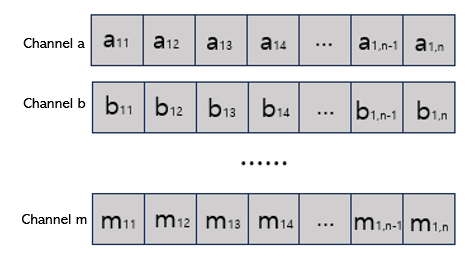 Channel a a11 a12 a13 a14 ... a1,n-1 a1,n
Channel b b11 b12 b13 b14 ... b1,n-1 b1,n
......
Channel m m11 m12 m13 m14 ... m1,n-1 m1,n